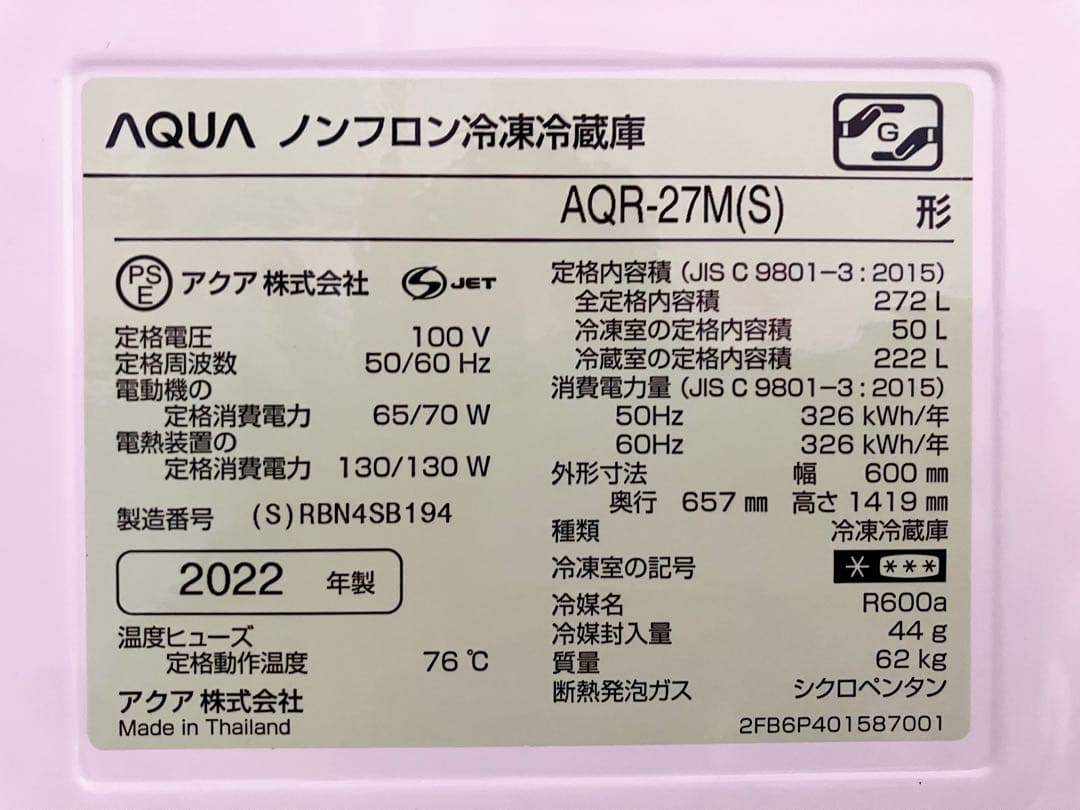 AQUA ノンフロン冷凍冷蔵庫
G
AQR-27M(S) 形
PSE アクア 株式会社 S JET
定格電圧 100 V
定格周波数 50/60 Hz
電動機の
定格消費電力 65/70 W
電熱装置の
定格消費電力 130/130 W
製造番号 (S)RBN4SB194
2022 年製
温度ヒューズ
定格動作温度 76 ℃
アクア 株式会社
Made in Thailand
定格内容積 (JIS C 9801-3:2015)
全定格内容積 272 L
冷凍室の定格内容積 50 L
冷蔵室の定格内容積 222 L
消費電力量 (JIS C 9801-3:2015)
50Hz 326 kWh/年
60Hz 326 kWh/年
外形寸法 幅 600 ㎜
奥行 657 ㎜ 高さ 1419 ㎜
種類 冷凍冷蔵庫
冷凍室の記号 * ***
冷媒名 R600a
冷媒封入量 44 g
質量 62 kg
断熱発泡ガス シクロペンタン
2FB6P401587001